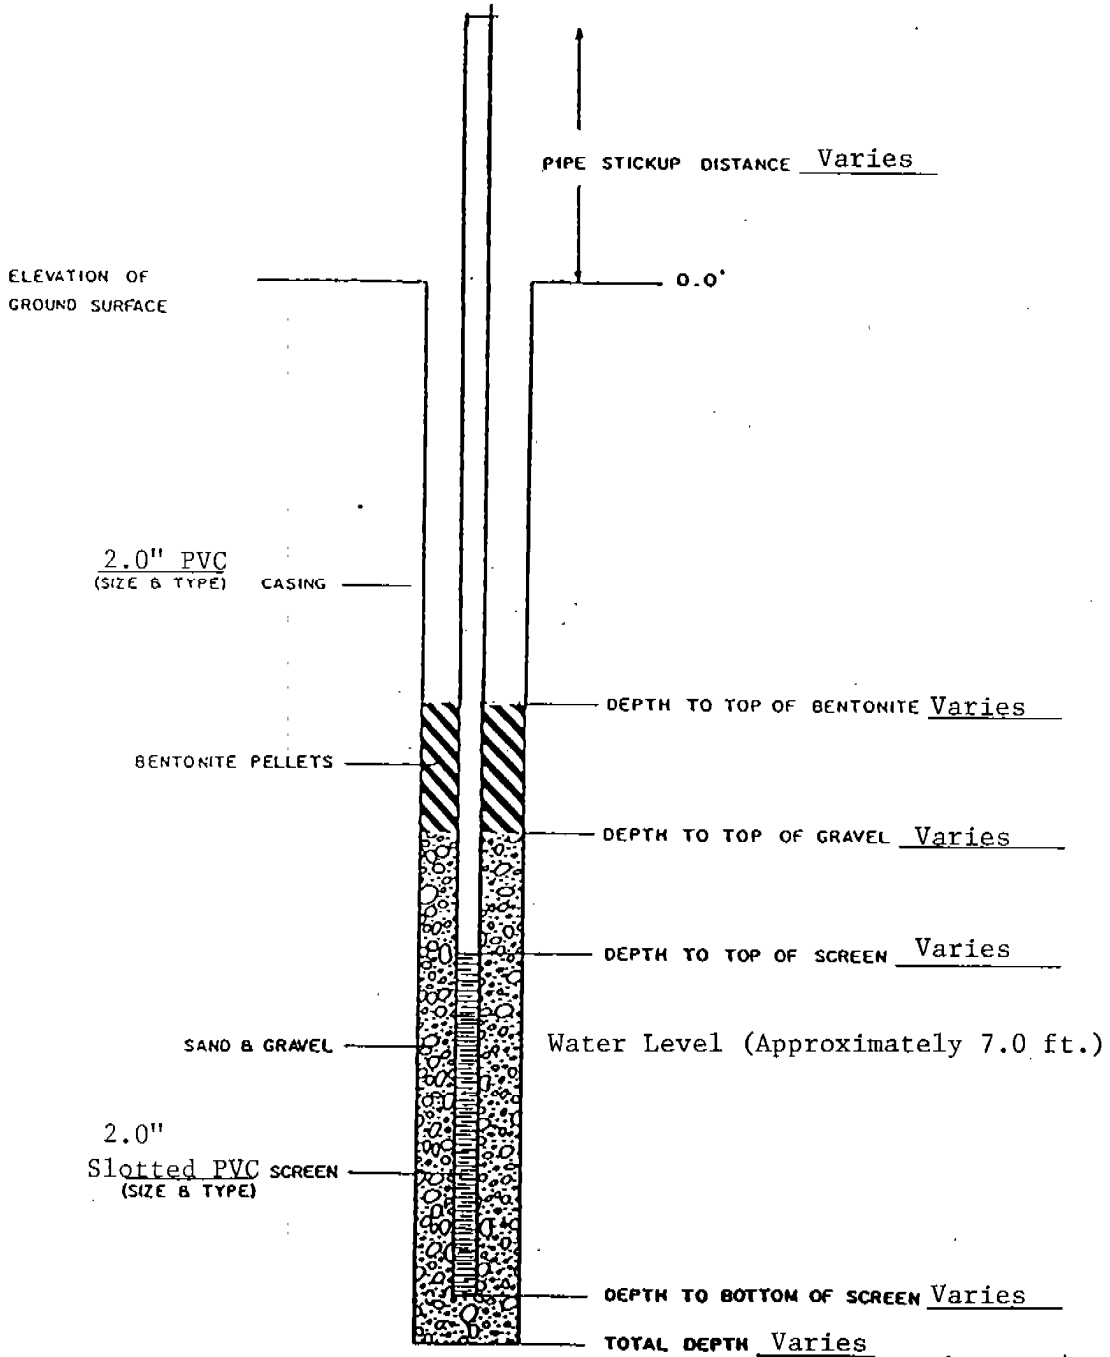 PIPE STICKUP DISTANCE Varies
ELEVATION OF
GROUND SURFACE
0.0'
2.0" PVC
(SIZE & TYPE) CASING
DEPTH TO TOP OF BENTONITE Varies
BENTONITE PELLETS
DEPTH TO TOP OF GRAVEL Varies
DEPTH TO TOP OF SCREEN Varies
SAND & GRAVEL
Water Level (Approximately 7.0 ft.)
2.0"
Slotted PVC SCREEN
(SIZE & TYPE)
DEPTH TO BOTTOM OF SCREEN Varies
TOTAL DEPTH Varies